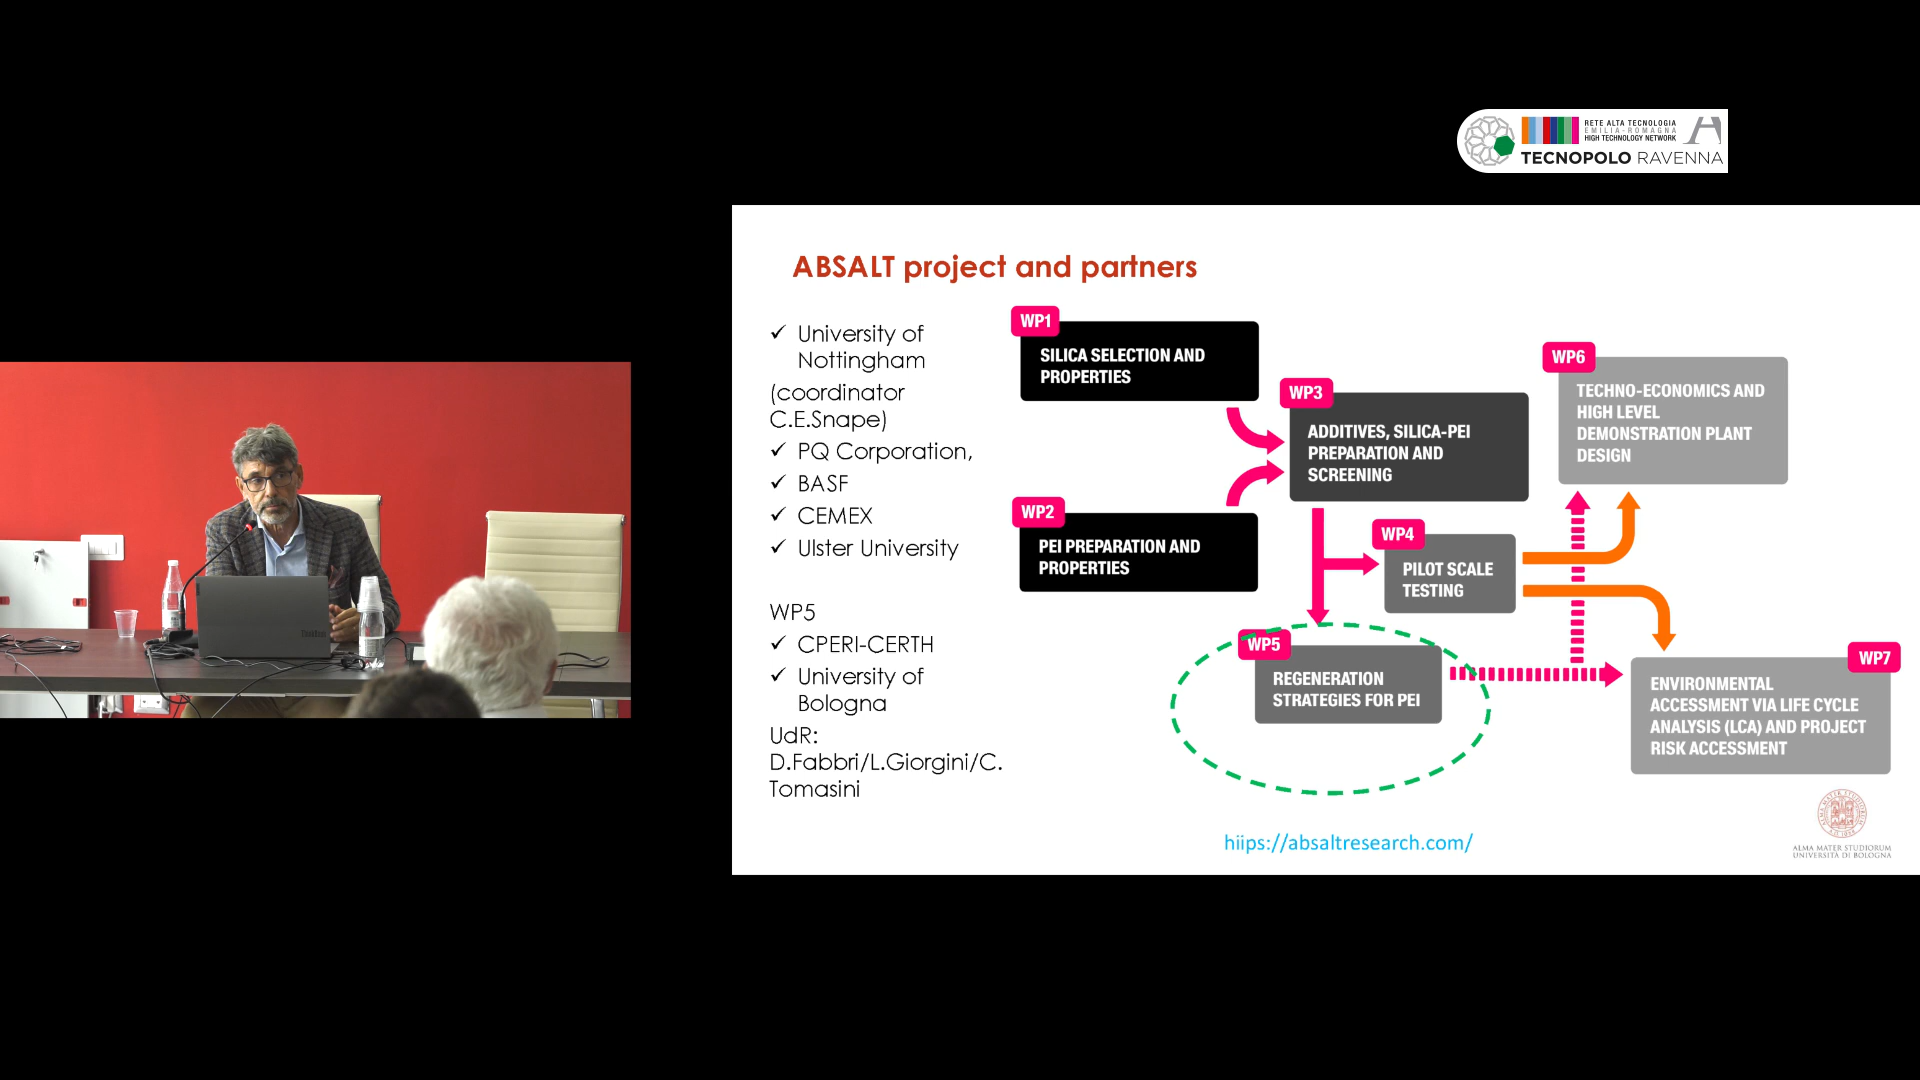 RETE ALTA TECNOLOGIA
EMILIA-ROMAGNA
HIGH TECHNOLOGY NETWORK
TECNOPOLO RAVENNA
ABSALT project and partners
✓ University of
Nottingham
(coordinator
C.E.Snape)
✓ PQ Corporation,
✓ BASF
✓ CEMEX
✓ Ulster University
WP5
✓ CPERI-CERTH
✓ University of
Bologna
UdR:
D.Fabbri/L.Giorgini/C.
Tomasini
WP1
SILICA SELECTION AND
PROPERTIES
WP2
PEI PREPARATION AND
PROPERTIES
WP3
ADDITIVES, SILICA-PEI
PREPARATION AND
SCREENING
WP4
PILOT SCALE
TESTING
WP5
REGENERATION
STRATEGIES FOR PEI
WP6
TECHNO-ECONOMICS AND
HIGH LEVEL
DEMONSTRATION PLANT
DESIGN
WP7
ENVIRONMENTAL
ACCESSMENT VIA LIFE CYCLE
ANALYSIS (LCA) AND PROJECT
RISK ACCESSMENT
hiips://absaltresearch.com/
ALMA MATER STUDIORUM
UNIVERSITÀ DI BOLOGNA